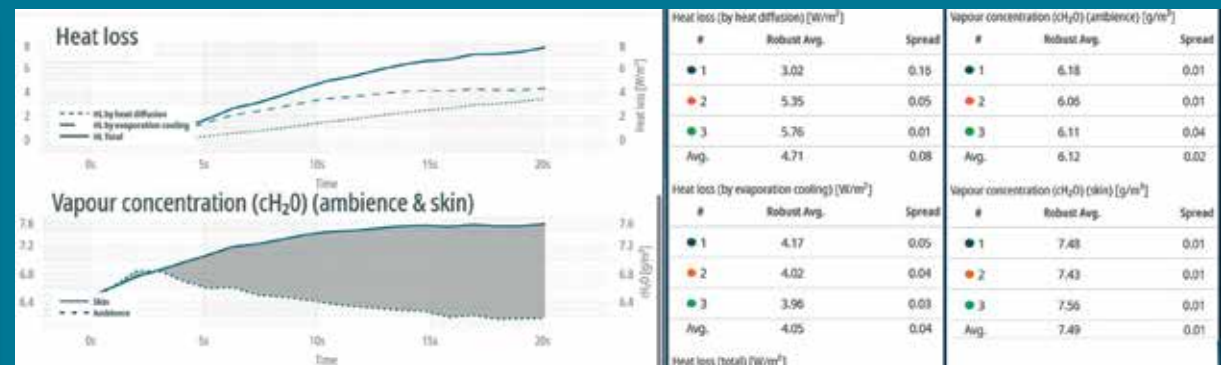 Heat loss
8
6
4
2
0
HL by heat diffusion
HL by evaporation cooling
HL Total
8
6
4
2
0
Heat loss [W/m²]
0s 5s 10s 15s 20s
Time
Vapour concentration (cH₂0) (ambience & skin)
7.6
7.2
6.8
6.4
Skin
Ambience
7.6
7.3
6.8
6.4
cH₂0 [g/m³]
0s 5s 10s 15s 20s
Time
Heat loss (by heat diffusion) [W/m²]
# Robust Avg. Spread
1 3.02 0.16
2 5.35 0.05
3 5.76 0.01
Avg. 4.71 0.08
Heat loss (by evaporation cooling) [W/m²]
# Robust Avg. Spread
1 4.17 0.05
2 4.02 0.04
3 3.96 0.03
Avg. 4.05 0.04
Heat loss (total) [W/m²]
Vapour concentration (cH₂0) (ambience) [g/m³]
# Robust Avg. Spread
1 6.18 0.01
2 6.06 0.01
3 6.11 0.04
Avg. 6.12 0.02
Vapour concentration (cH₂0) (skin) [g/m³]
# Robust Avg. Spread
1 7.48 0.01
2 7.43 0.01
3 7.56 0.01
Avg. 7.49 0.01